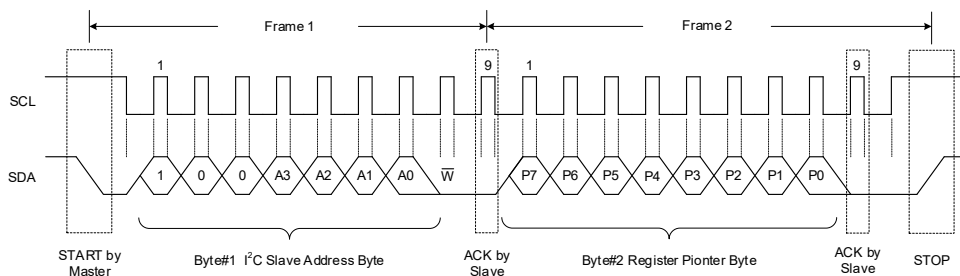 Frame 1 Frame 2
1 9 1 9
SCL
SDA 1 0 0 A3 A2 A1 A0 W̅ P7 P6 P5 P4 P3 P2 P1 P0
START by
Master
Byte#1 I²C Slave Address Byte
ACK by
Slave
Byte#2 Register Pionter Byte
ACK by
Slave
STOP